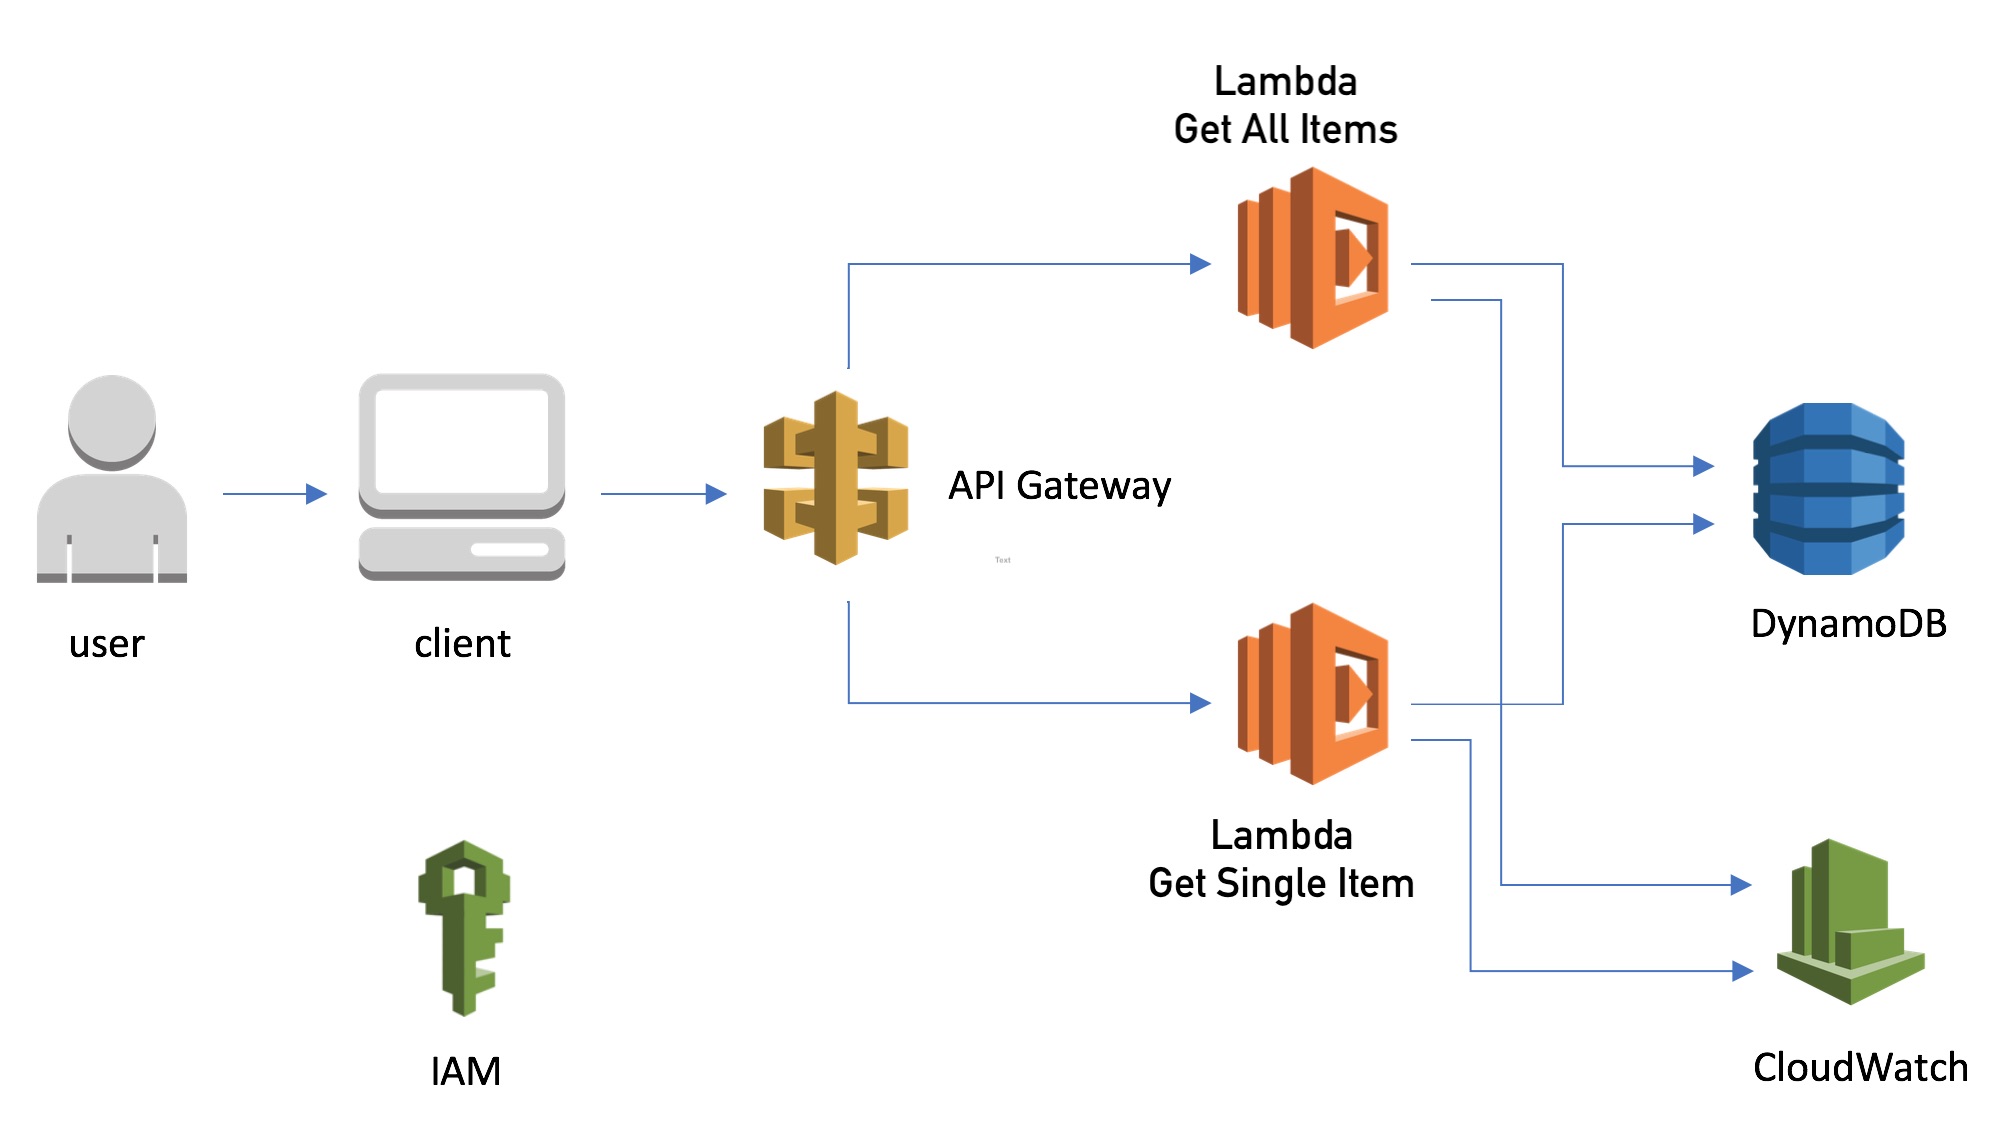 Lambda
Get All Items
API Gateway
Text
user
client
DynamoDB
Lambda
Get Single Item
IAM
CloudWatch